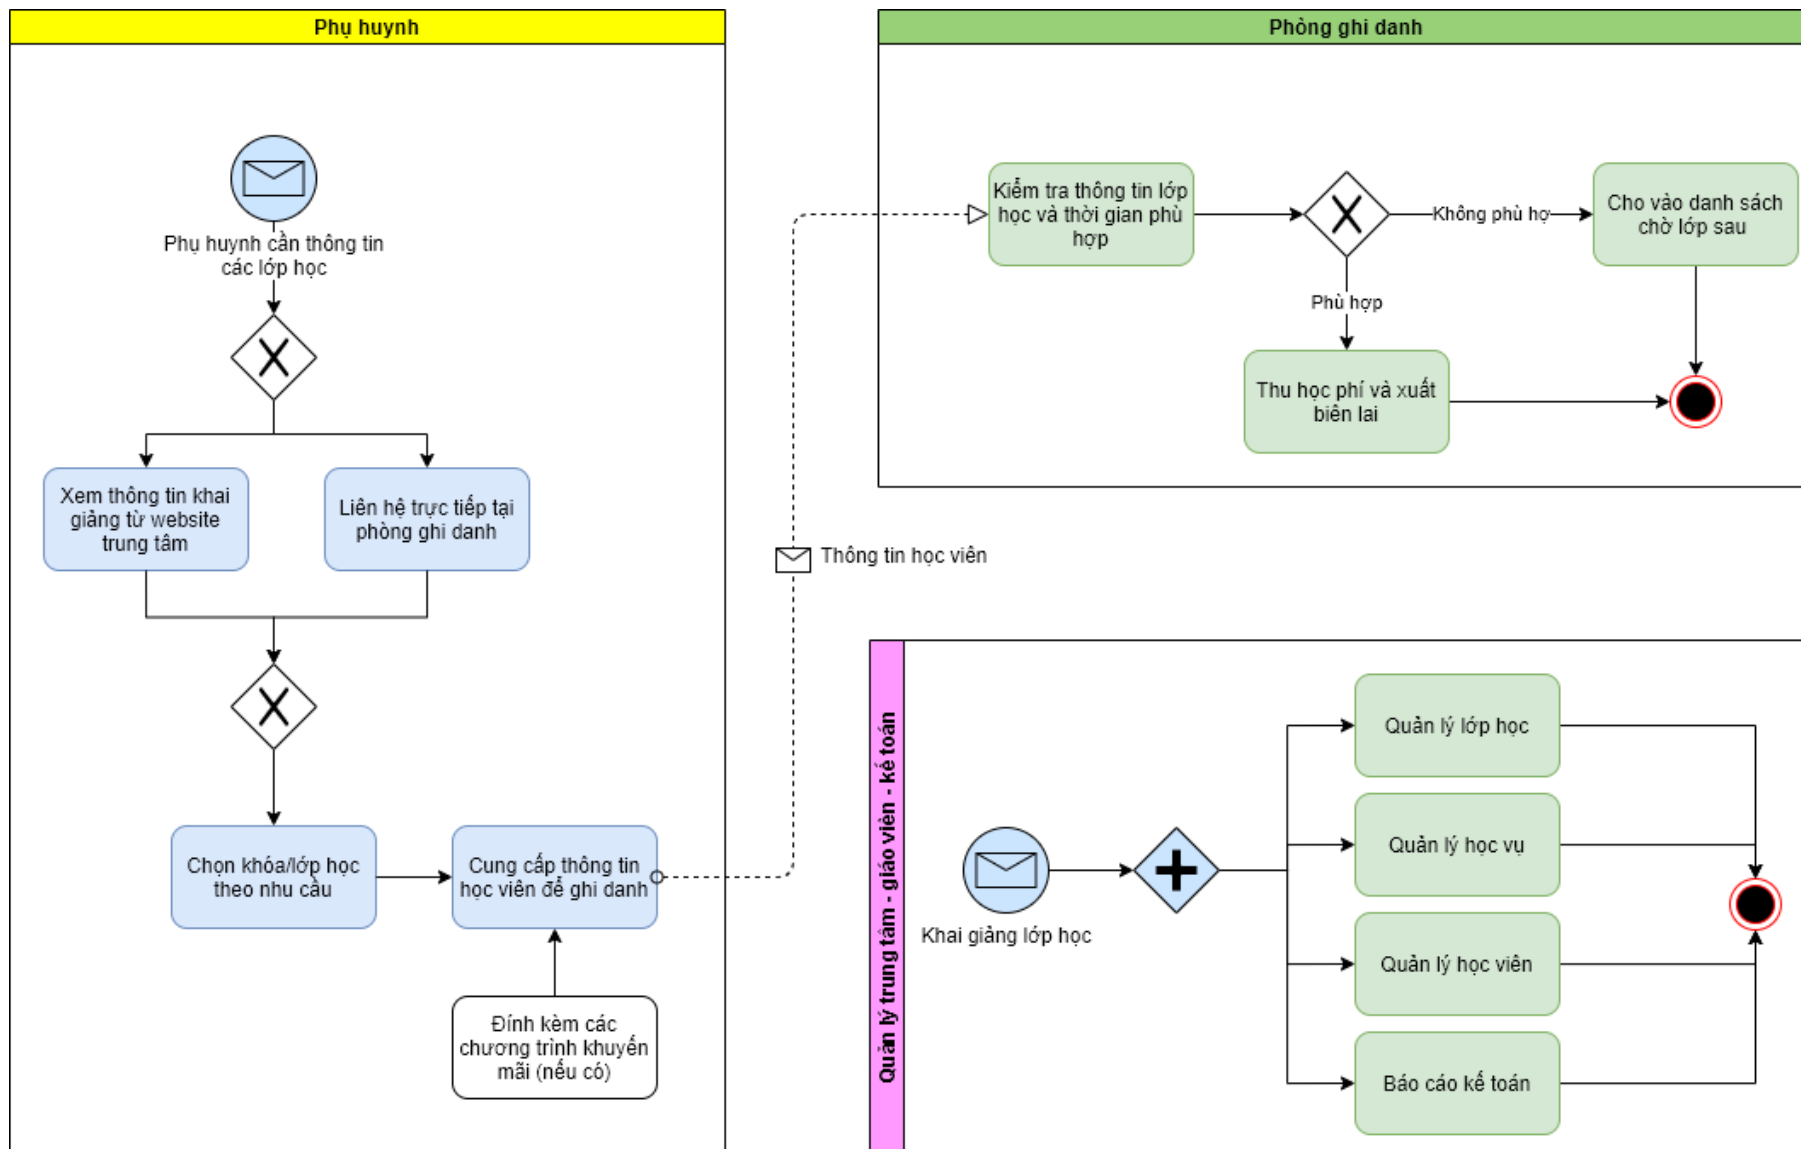 Phụ huynh
Phụ huynh cần thông tin
các lớp học
Xem thông tin khai
giảng từ website
trung tâm
Liên hệ trực tiếp tại
phòng ghi danh
Chọn khóa/lớp học
theo nhu cầu
Cung cấp thông tin
học viên để ghi danh
Đính kèm các
chương trình khuyến
mãi (nếu có)
Thông tin học viên
Phòng ghi danh
Kiểm tra thông tin lớp
học và thời gian phù
hợp
Không phù hợ
Cho vào danh sách
chờ lớp sau
Phù hợp
Thu học phí và xuất
biên lai
Quản lý trung tâm - giáo viên - kế toán
Khai giảng lớp học
Quản lý lớp học
Quản lý học vụ
Quản lý học viên
Báo cáo kế toán